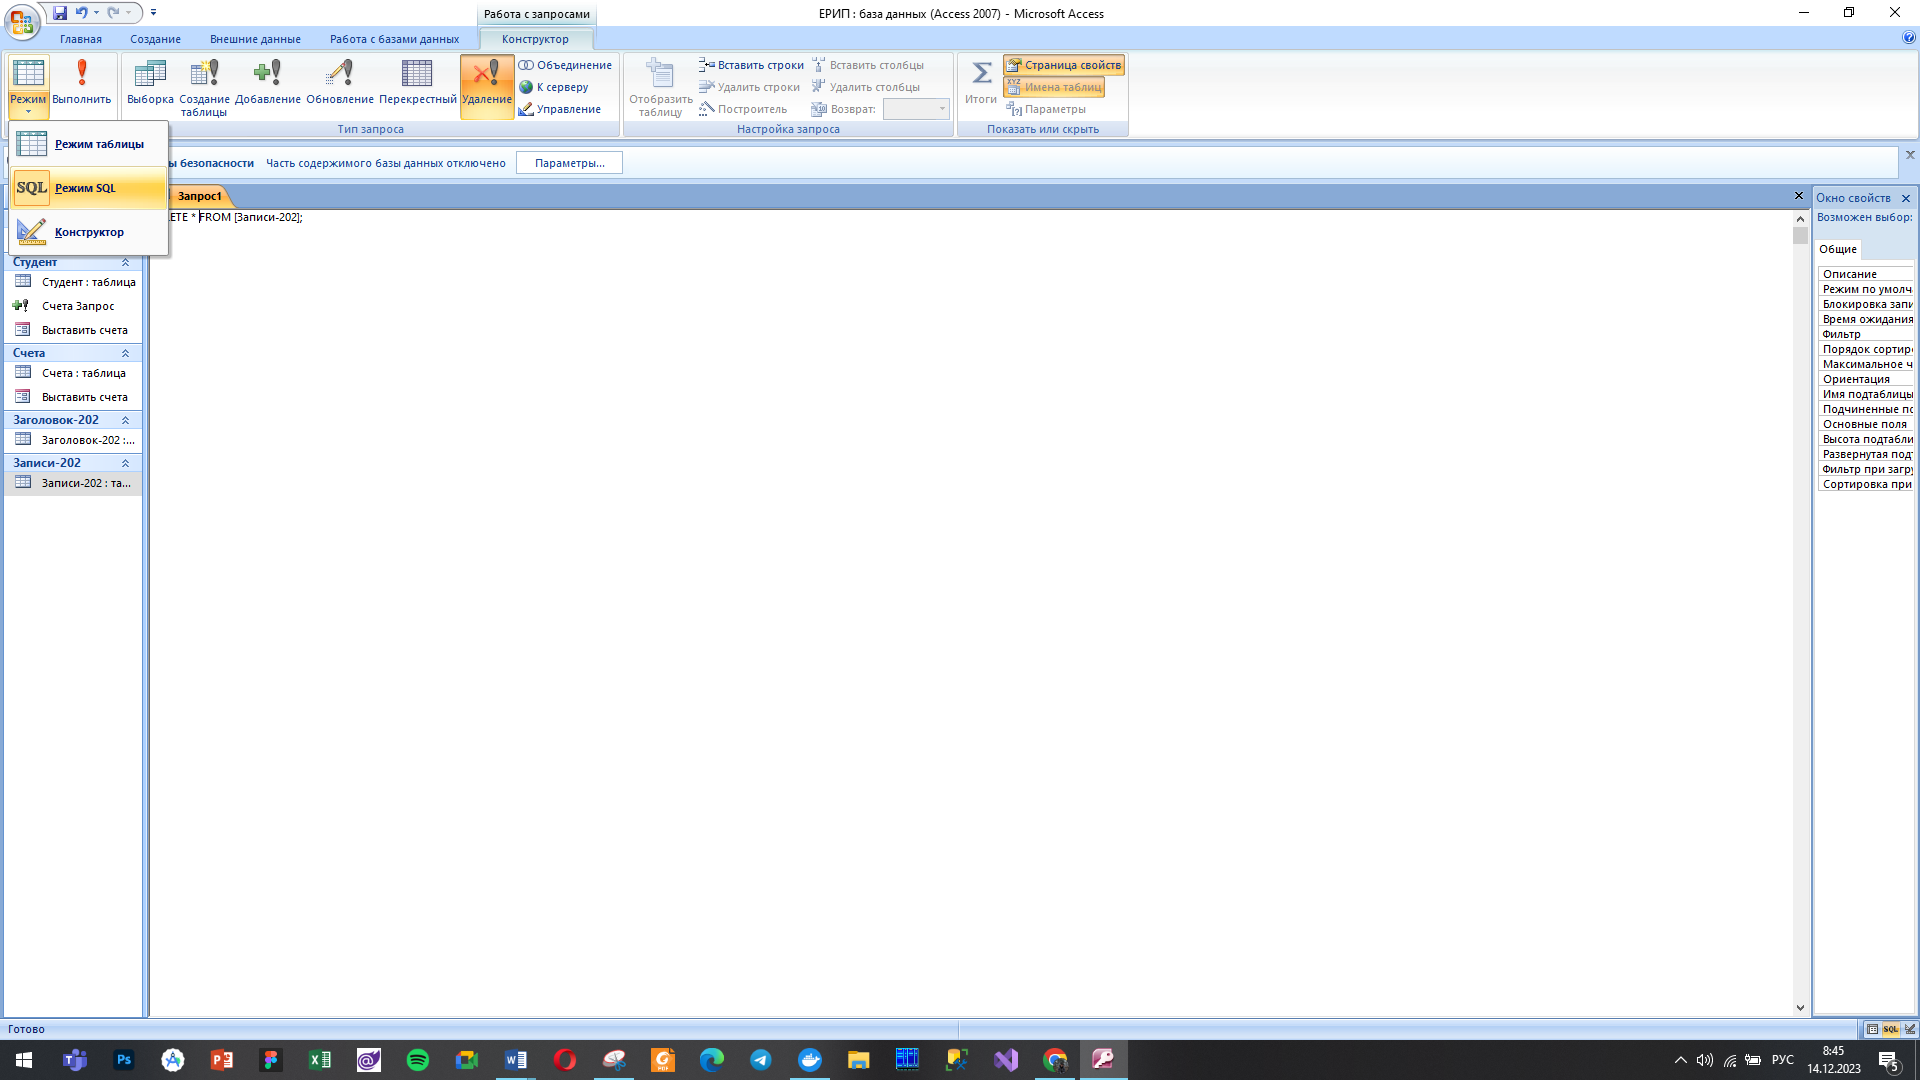 Работа с запросами
ЕРИП : база данных (Access 2007) - Microsoft Access
Главная
Создание
Внешние данные
Работа с базами данных
Конструктор
Режим
Выполнить
Выборка
Создание таблицы
Добавление
Обновление
Перекрестный
Удаление
Объединение
К серверу
Управление
Тип запроса
Отобразить таблицу
Вставить строки
Удалить строки
Построитель
Вставить столбцы
Удалить столбцы
Возврат:
Настройка запроса
Итоги
Страница свойств
Имена таблиц
Параметры
Показать или скрыть
Режим таблицы
SQL Режим SQL
Конструктор
ы безопасности Часть содержимого базы данных отключено Параметры...
Запрос1
ETE * FROM [Записи-202];
Студент
Студент : таблица
Счета Запрос
Выставить счета
Счета
Счета : таблица
Выставить счета
Заголовок-202
Заголовок-202 :...
Записи-202
Записи-202 : та...
Окно свойств
Возможен выбор:
Общие
Описание
Режим по умолч
Блокировка запи
Время ожидания
Фильтр
Порядок сортир
Максимальное ч
Ориентация
Имя подтаблицы
Подчиненные по
Основные поля
Высота подтабли
Развернутая под
Фильтр при загру
Сортировка при
Готово
SQL
РУС
8:45
14.12.2023
5